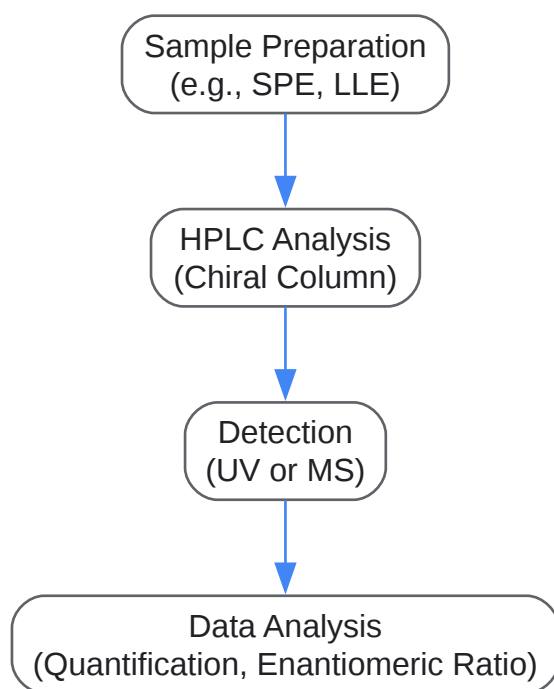 Sample Preparation
(e.g., SPE, LLE)
HPLC Analysis
(Chiral Column)
Detection
(UV or MS)
Data Analysis
(Quantification, Enantiomeric Ratio)